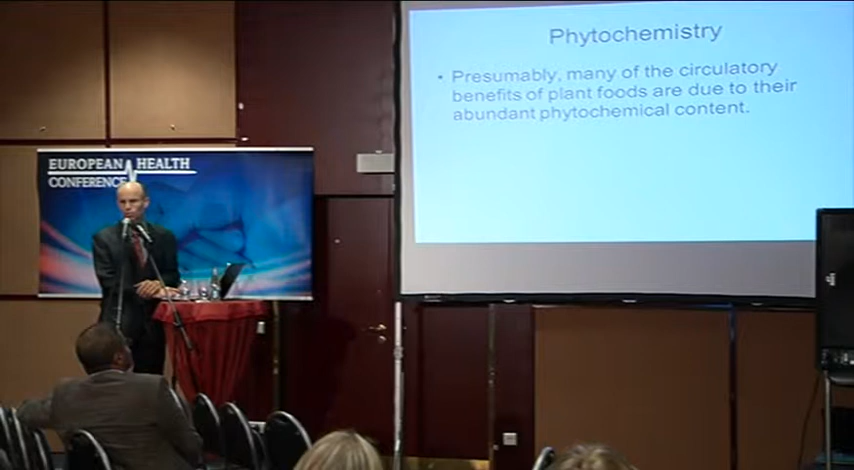 EUROPEAN HEALTH
CONFERENCE
Phytochemistry
• Presumably, many of the circulatory
benefits of plant foods are due to their
abundant phytochemical content.